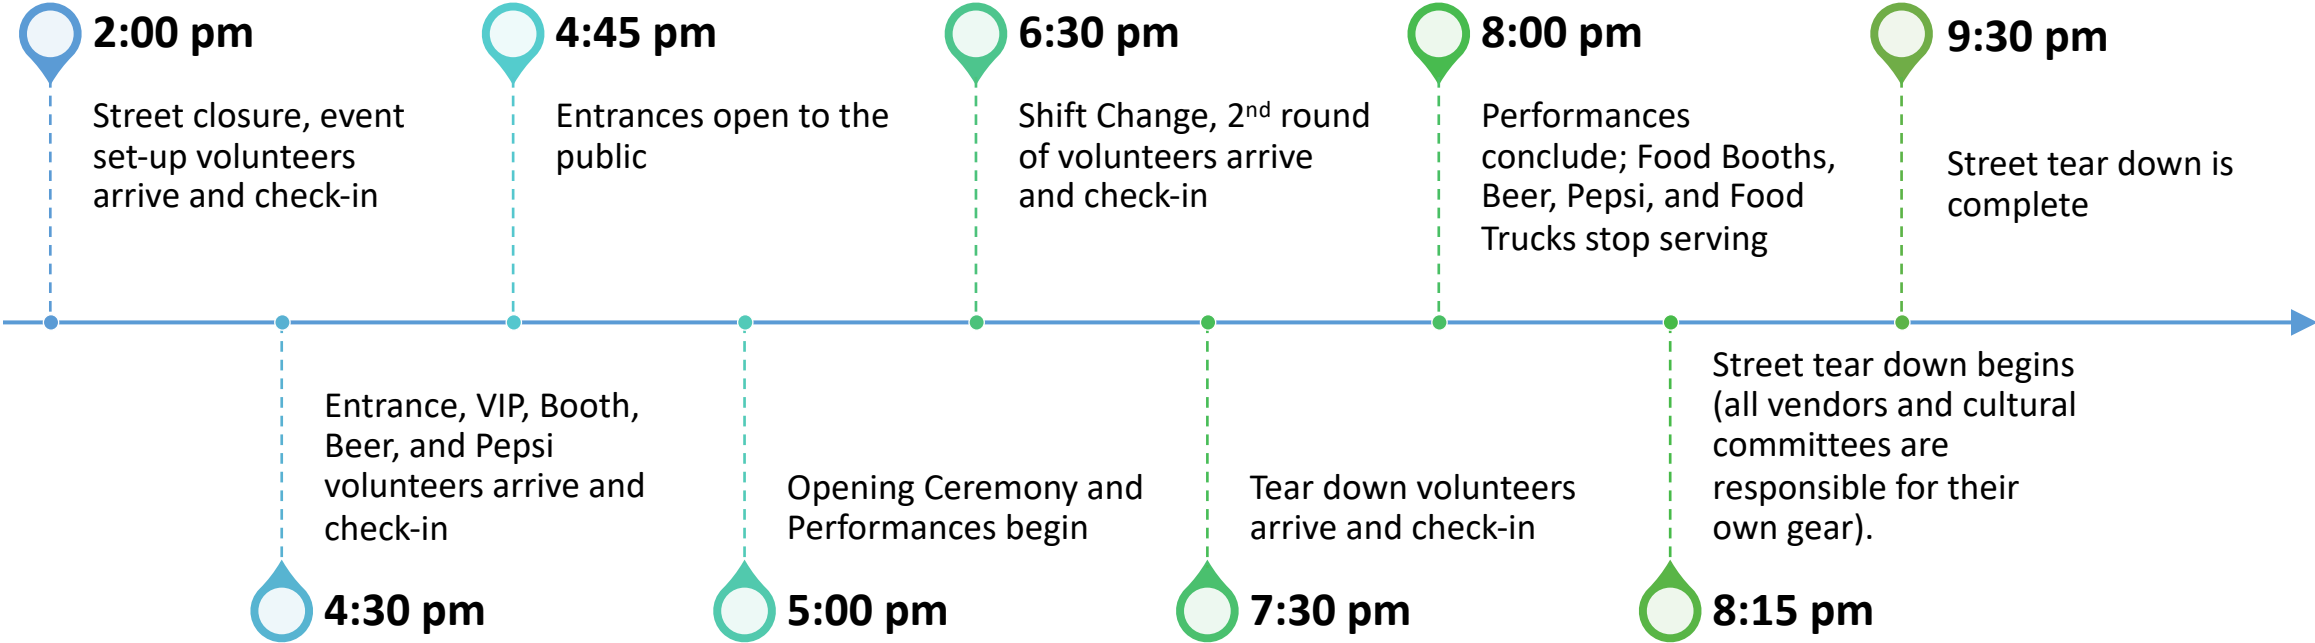 2:00 pm
Street closure, event
set-up volunteers
arrive and check-in
4:30 pm
Entrance, VIP, Booth,
Beer, and Pepsi
volunteers arrive and
check-in
4:45 pm
Entrances open to the
public
5:00 pm
Opening Ceremony and
Performances begin
6:30 pm
Shift Change, 2nd round
of volunteers arrive
and check-in
7:30 pm
Tear down volunteers
arrive and check-in
8:00 pm
Performances
conclude; Food Booths,
Beer, Pepsi, and Food
Trucks stop serving
8:15 pm
Street tear down begins
(all vendors and cultural
committees are
responsible for their
own gear).
9:30 pm
Street tear down is
complete